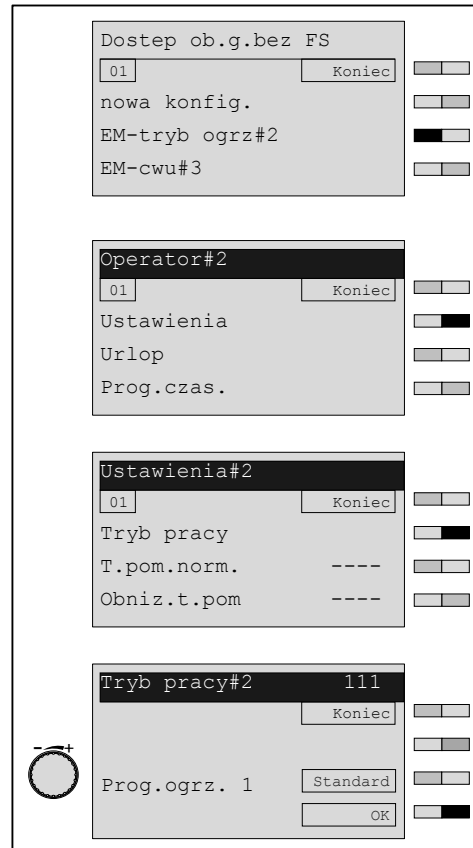 Dostep ob.g.bez FS
01 Koniec
nowa konfig.
EM-tryb ogrz#2
EM-cwu#3
Operator#2
01 Koniec
Ustawienia
Urlop
Prog.czas.
Ustawienia#2
01 Koniec
Tryb pracy
T.pom.norm. ----
Obniz.t.pom ----
Tryb pracy#2 111
Koniec
- +
Prog.ogrz. 1 Standard
OK